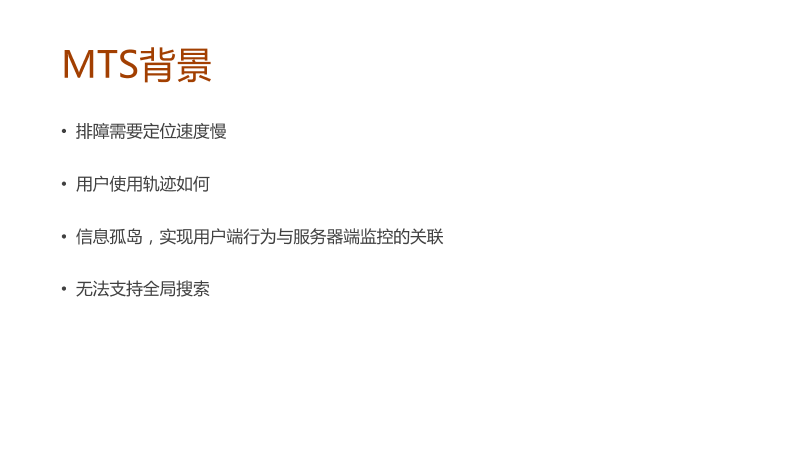 MTS背景
• 排障需要定位速度慢
• 用户使用轨迹如何
• 信息孤岛，实现用户端行为与服务器端监控的关联
• 无法支持全局搜索